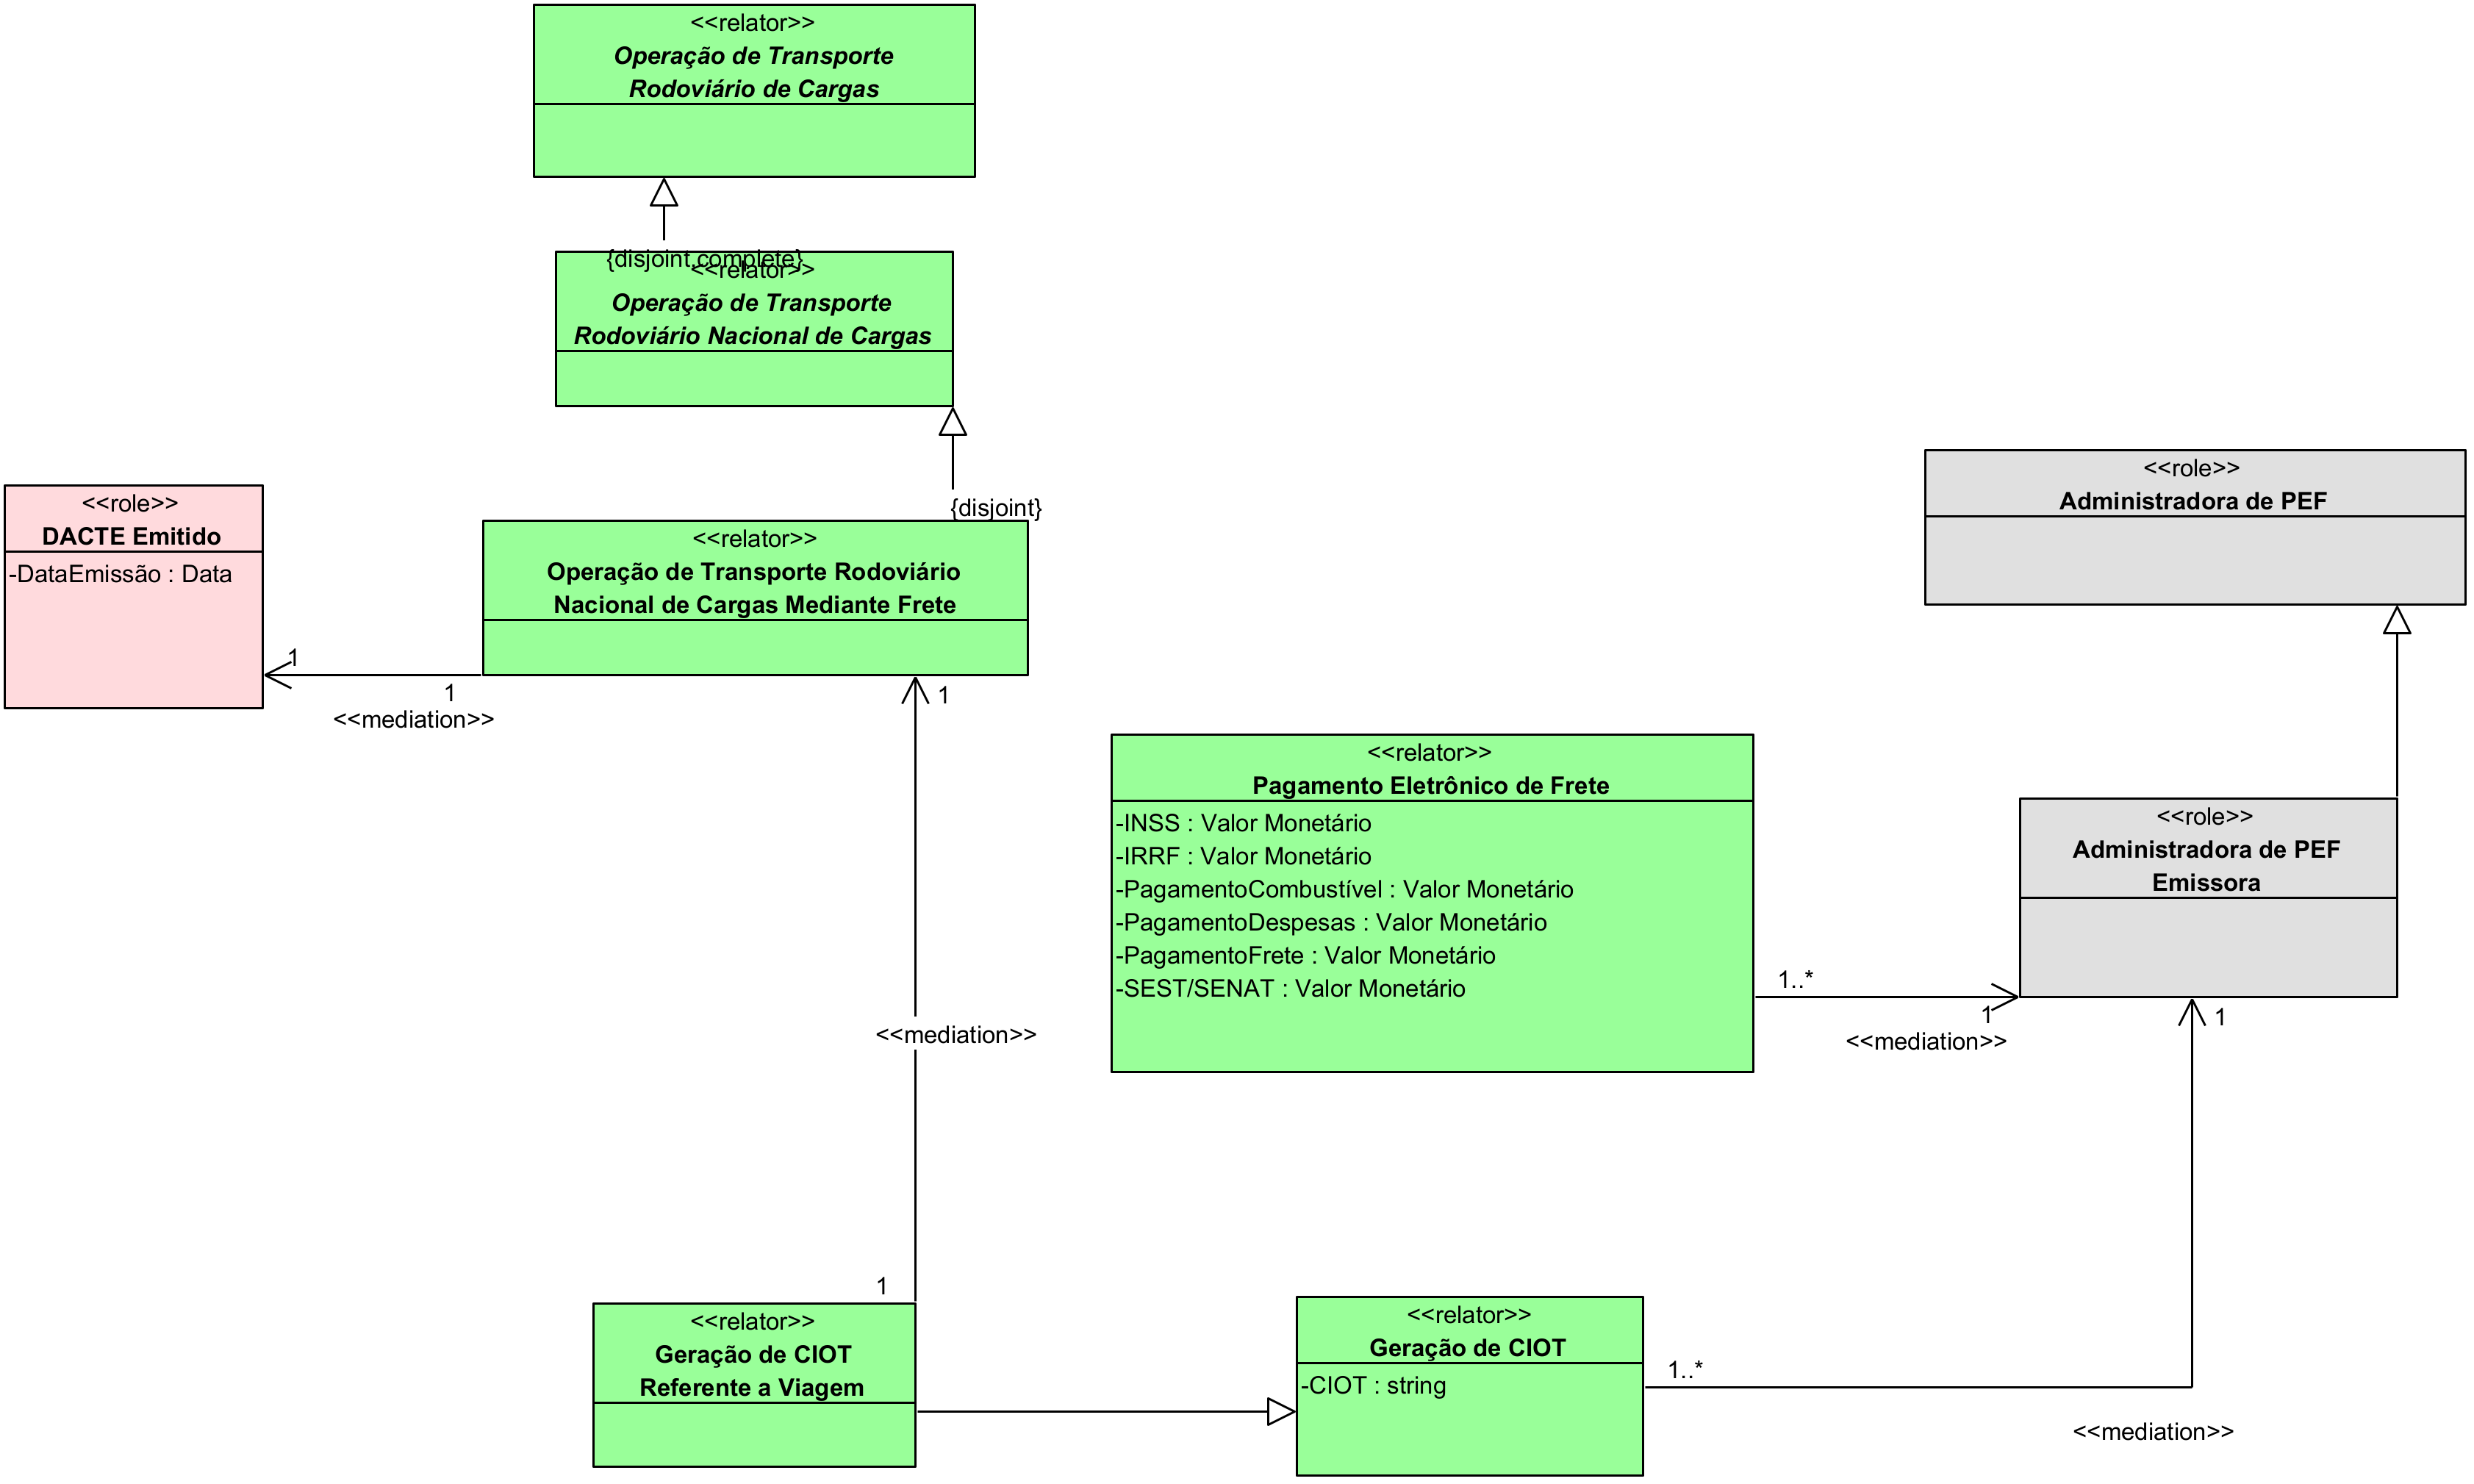 <<relator>>
Operação de Transporte
Rodoviário de Cargas
{disjoint,complete}
<<relator>>
Operação de Transporte
Rodoviário Nacional de Cargas
{disjoint}
<<relator>>
Operação de Transporte Rodoviário
Nacional de Cargas Mediante Frete
<<role>>
DACTE Emitido
-DataEmissão : Data
1
1
<<mediation>>
1
<<mediation>>
1
<<role>>
Administradora de PEF
<<relator>>
Pagamento Eletrônico de Frete
-INSS : Valor Monetário
-IRRF : Valor Monetário
-PagamentoCombustível : Valor Monetário
-PagamentoDespesas : Valor Monetário
-PagamentoFrete : Valor Monetário
-SEST/SENAT : Valor Monetário
<<role>>
Administradora de PEF
Emissora
1..*
1
<<mediation>>
1
<<relator>>
Geração de CIOT
Referente a Viagem
<<relator>>
Geração de CIOT
-CIOT : string
1..*
<<mediation>>